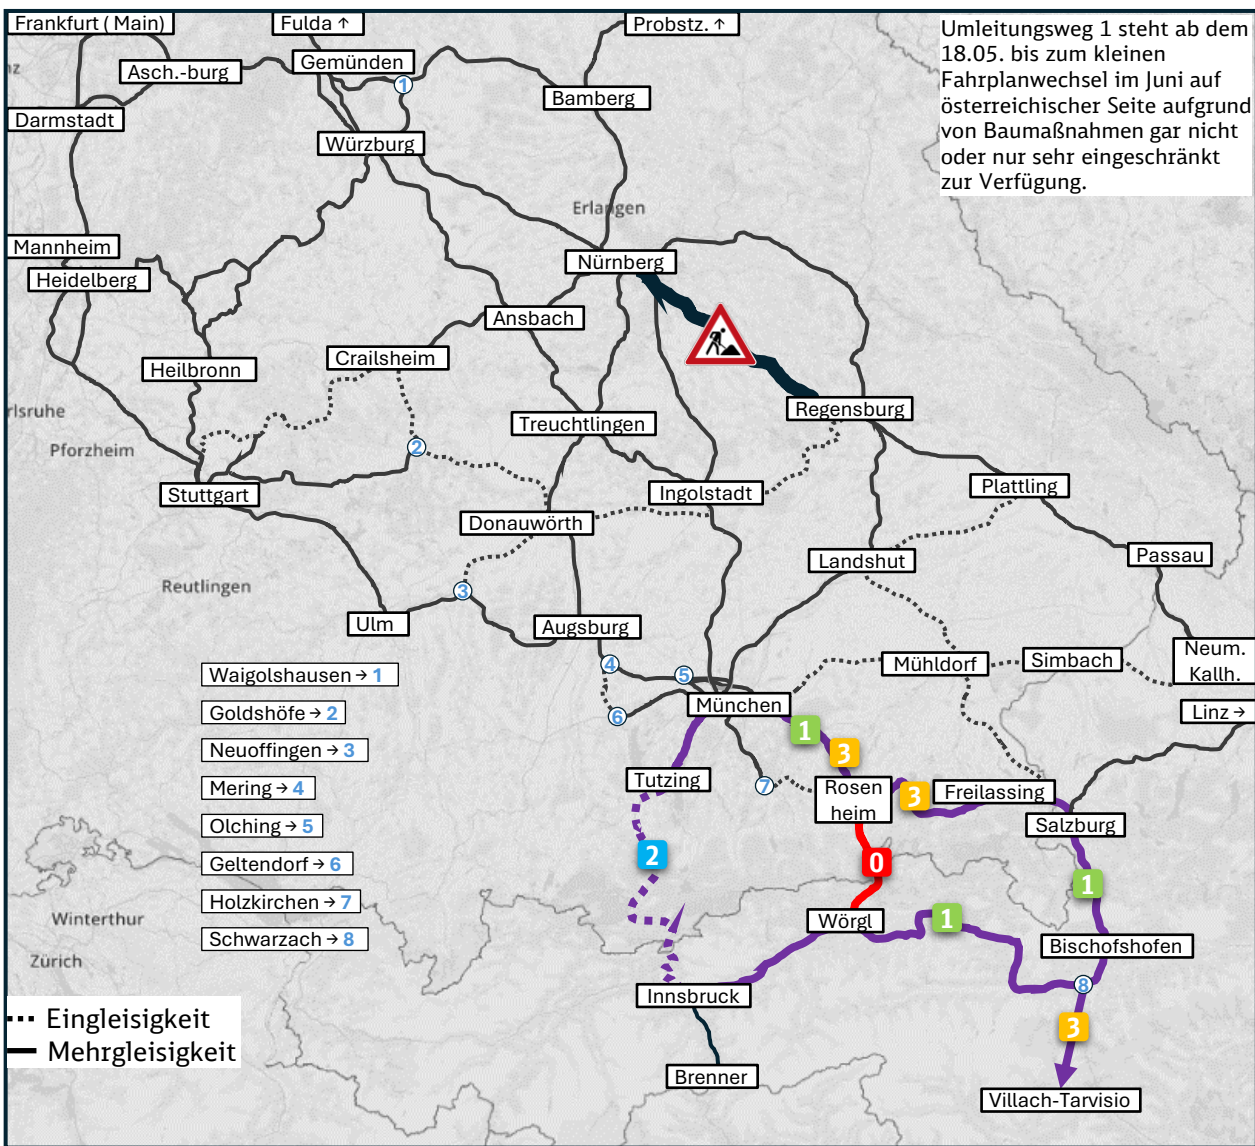 Frankfurt ( Main)
Fulda ↑
Probstz. ↑
Umleitungsweg 1 steht ab dem
18.05. bis zum kleinen
Fahrplanwechsel im Juni auf
österreichischer Seite aufgrund
von Baumaßnahmen gar nicht
oder nur sehr eingeschränkt
zur Verfügung.
Asch.-burg
Gemünden
1
Bamberg
Darmstadt
Würzburg
Erlangen
Mannheim
Heidelberg
Nürnberg
Ansbach
Crailsheim
Heilbronn
Regensburg
rlsruhe
Treuchtlingen
Pforzheim
2
Stuttgart
Ingolstadt
Plattling
Donauwörth
Landshut
Passau
Reutlingen
3
Ulm
Augsburg
4
5
6
Mühldorf
Simbach
Neum.
Kallh.
München
Linz →
Waigolshausen → 1
Goldshöfe → 2
Neuoffingen → 3
Mering → 4
Olching → 5
Geltendorf → 6
Holzkirchen → 7
Schwarzach → 8
1
3
Tutzing
7
Rosen
heim
3
Freilassing
Salzburg
2
0
1
Winterthur
Wörgl
1
Bischofshofen
Zürich
Innsbruck
8
3
Eingleisigkeit
Mehrgleisigkeit
Brenner
Villach-Tarvisio